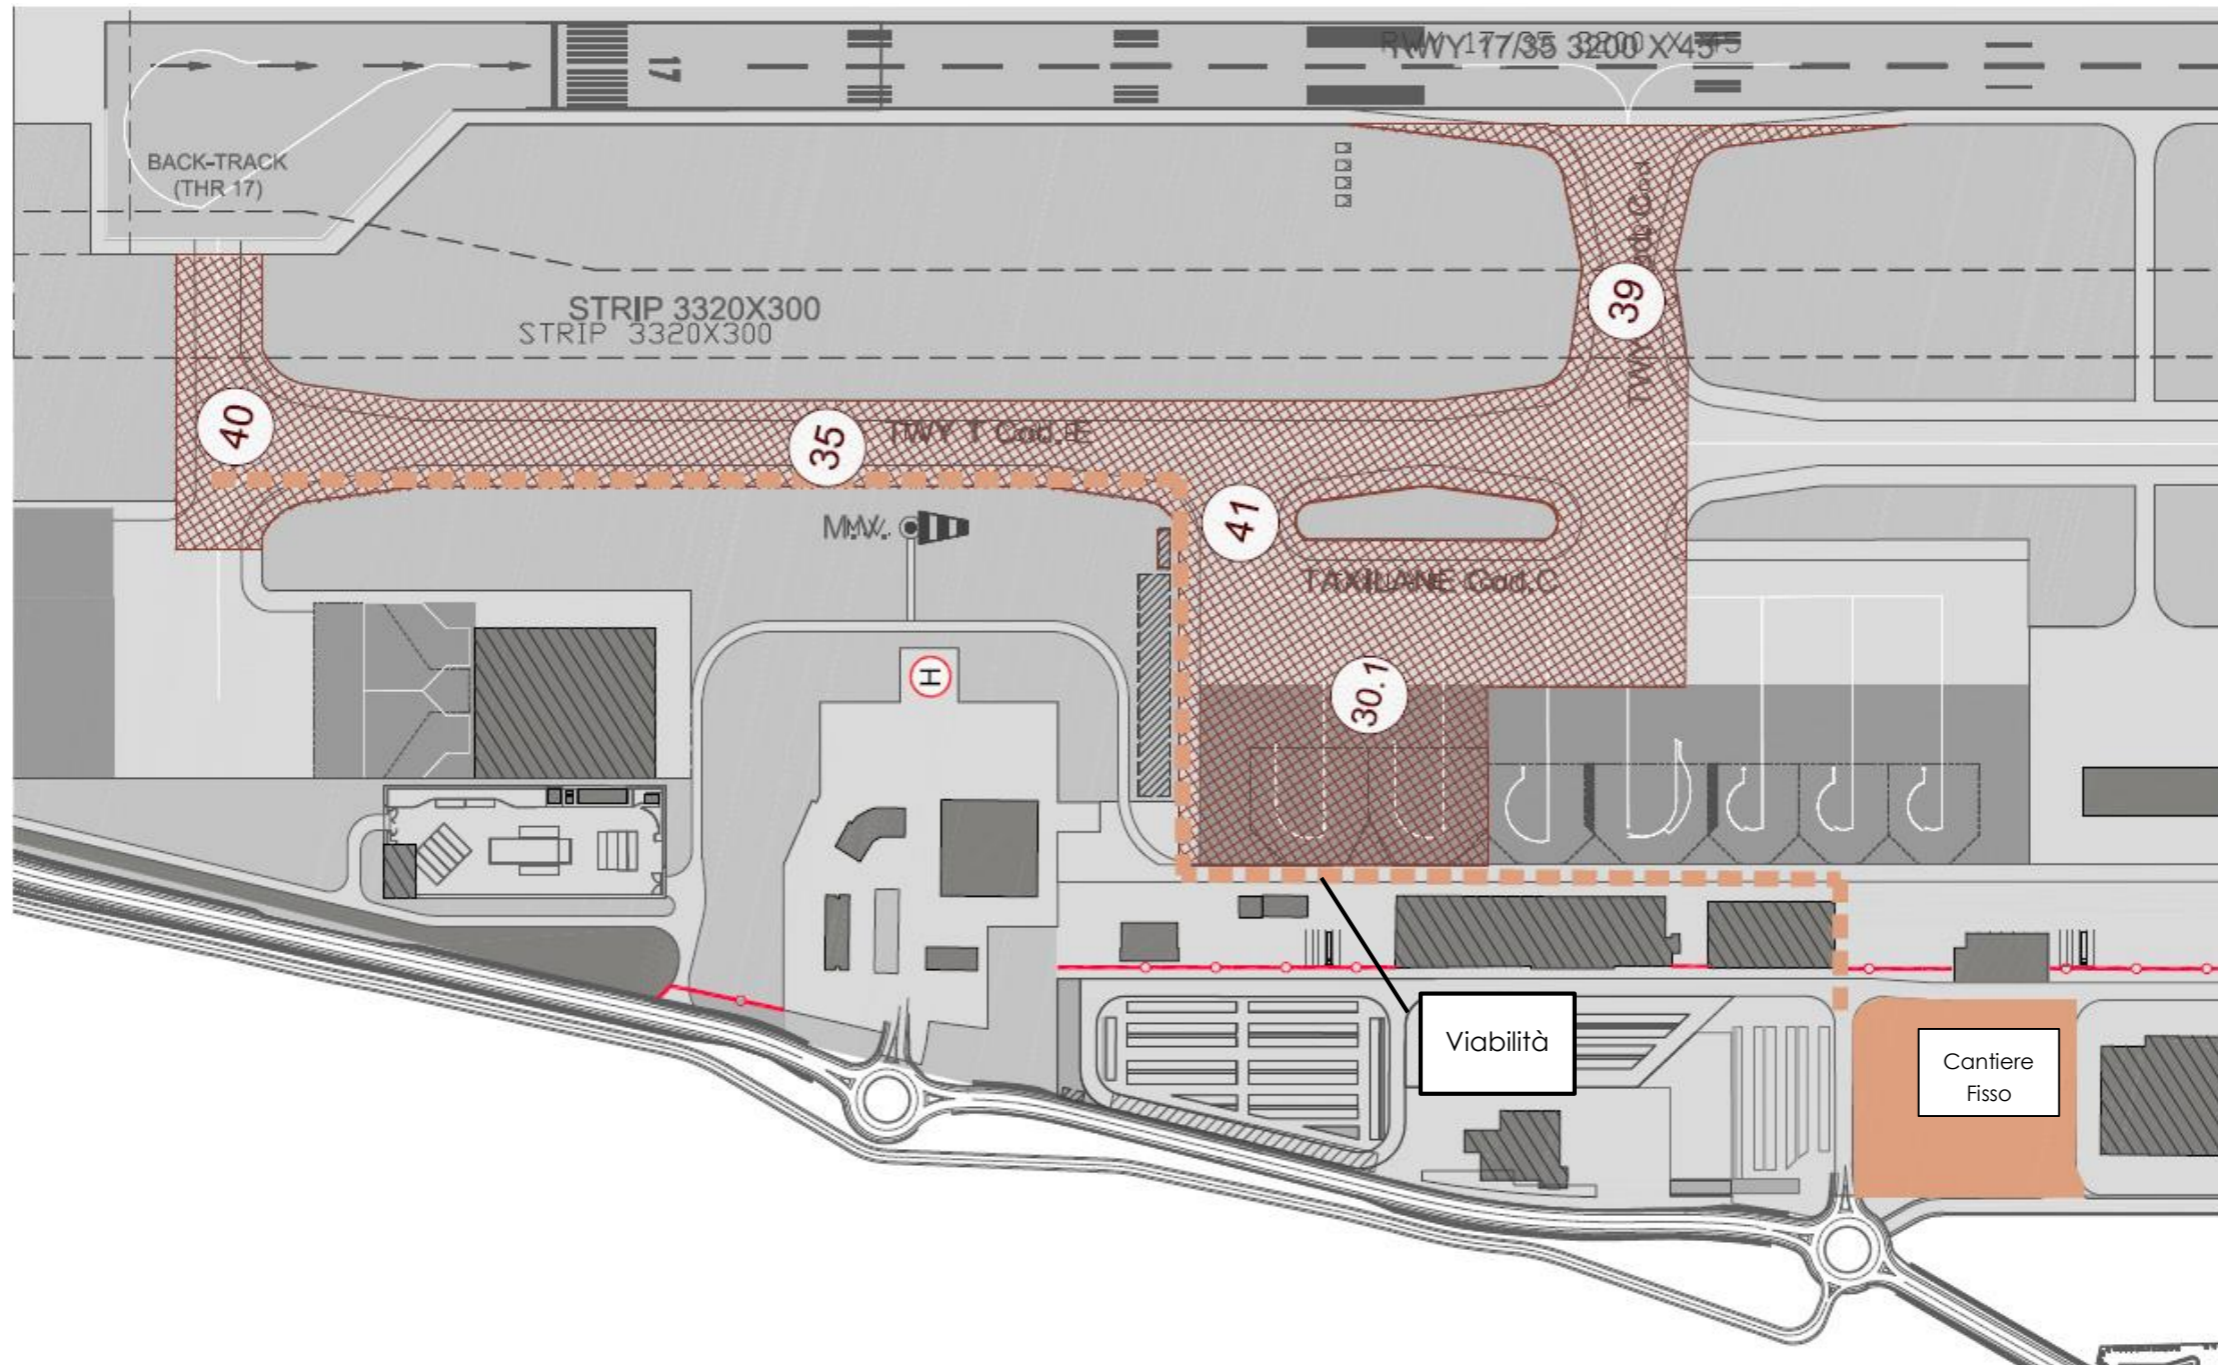 RWY 17/35 3200 X 45
17
BACK-TRACK
(THR 17)
STRIP 3320X300
STRIP 3320X300
39
40
35
TWY T Cod.E
41
TAXILANE Cod.C
30.1
H
Viabilità
Cantiere
Fisso